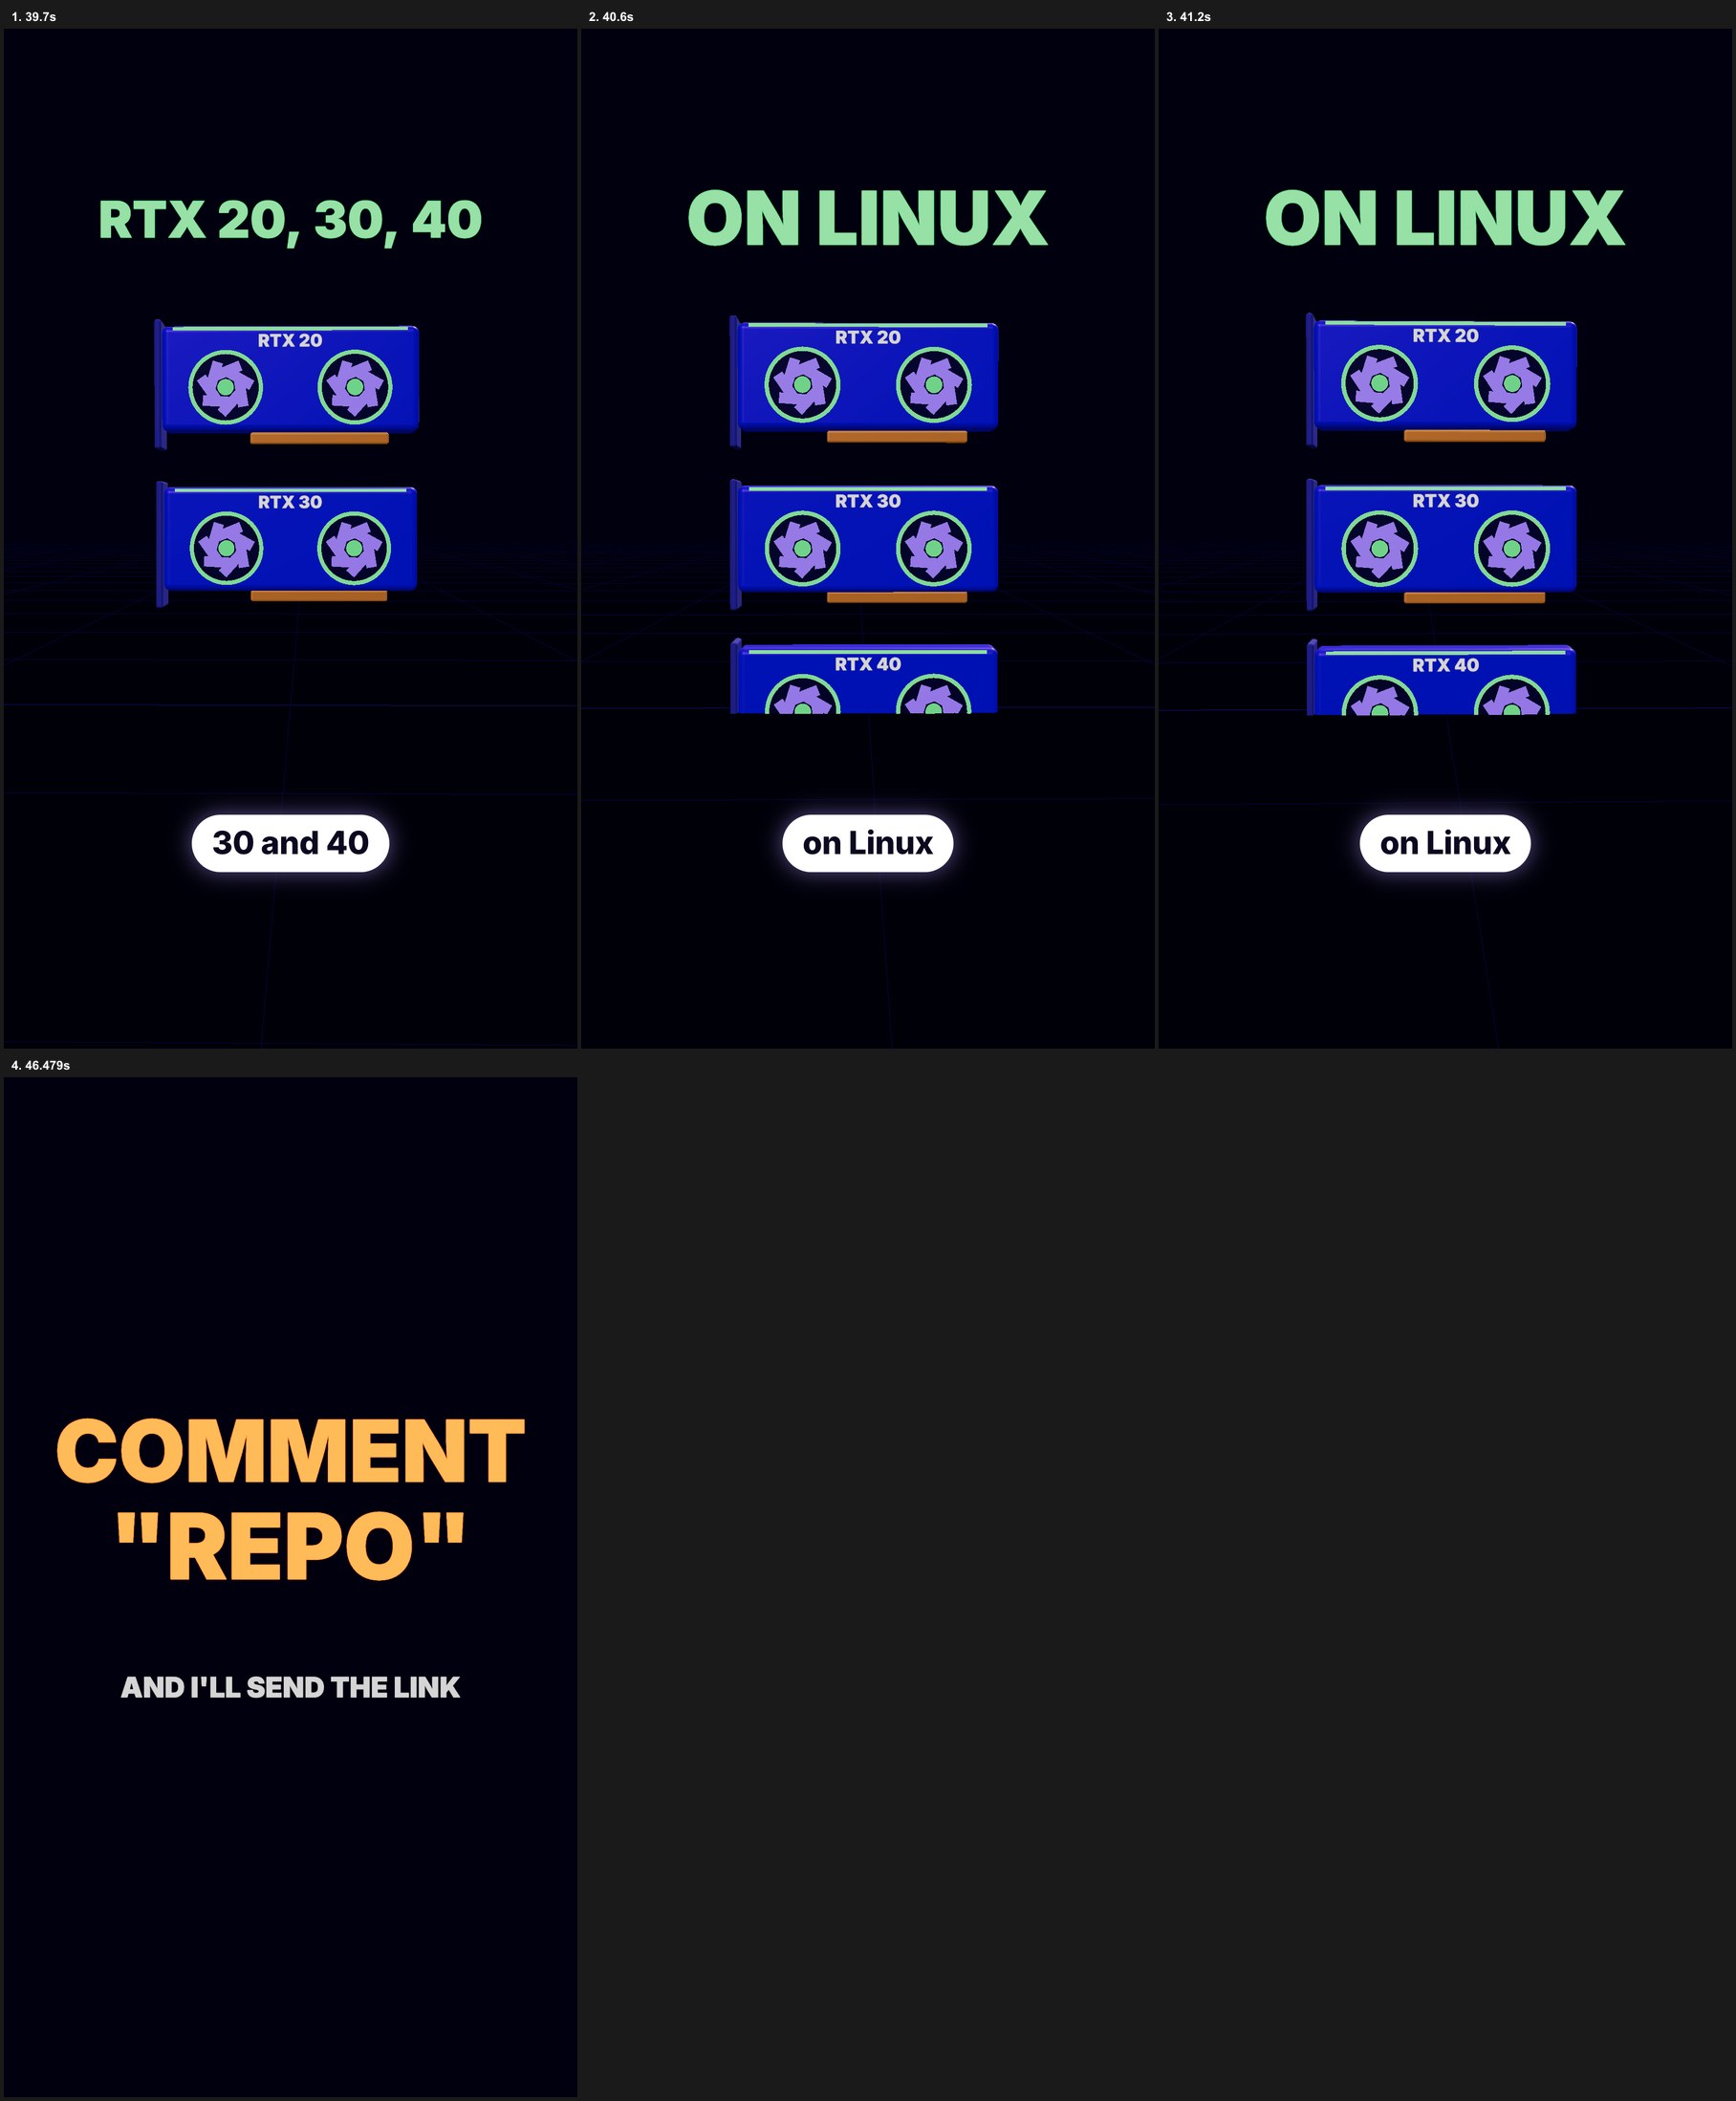 1. 39.7s
RTX 20, 30, 40
RTX 20
RTX 30
30 and 40
2. 40.6s
ON LINUX
RTX 20
RTX 30
RTX 40
on Linux
3. 41.2s
ON LINUX
RTX 20
RTX 30
RTX 40
on Linux
4. 46.479s
COMMENT
"REPO"
AND I'LL SEND THE LINK